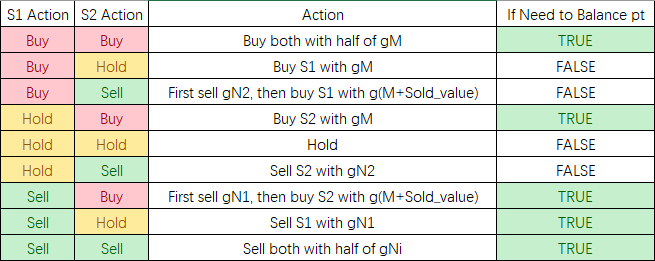 S1 Action S2 Action Action If Need to Balance pt
Buy Buy Buy both with half of gM TRUE
Buy Hold Buy S1 with gM FALSE
Buy Sell First sell gN2, then buy S1 with g(M+Sold_value) FALSE
Hold Buy Buy S2 with gM TRUE
Hold Hold Hold FALSE
Hold Sell Sell S2 with gN2 FALSE
Sell Buy First sell gN1, then buy S2 with g(M+Sold_value) TRUE
Sell Hold Sell S1 with gN1 TRUE
Sell Sell Sell both with half of gNi TRUE